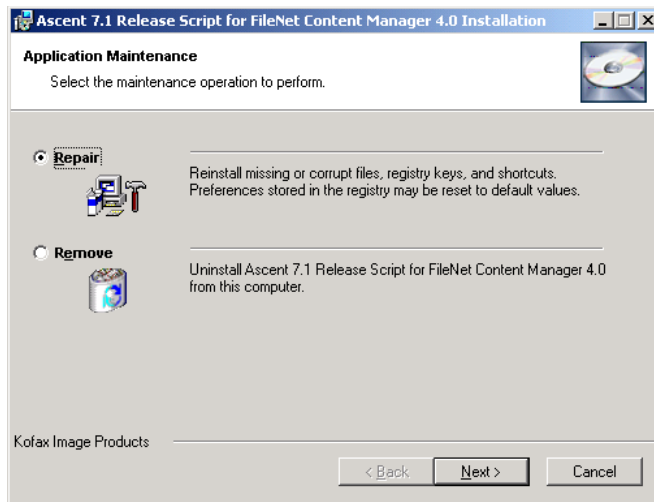 Ascent 7.1 Release Script for FileNet Content Manager 4.0 Installation
Application Maintenance
Select the maintenance operation to perform.
Repair
Reinstall missing or corrupt files, registry keys, and shortcuts.
Preferences stored in the registry may be reset to default values.
Remove
Uninstall Ascent 7.1 Release Script for FileNet Content Manager 4.0
from this computer.
Kofax Image Products
< Back Next > Cancel